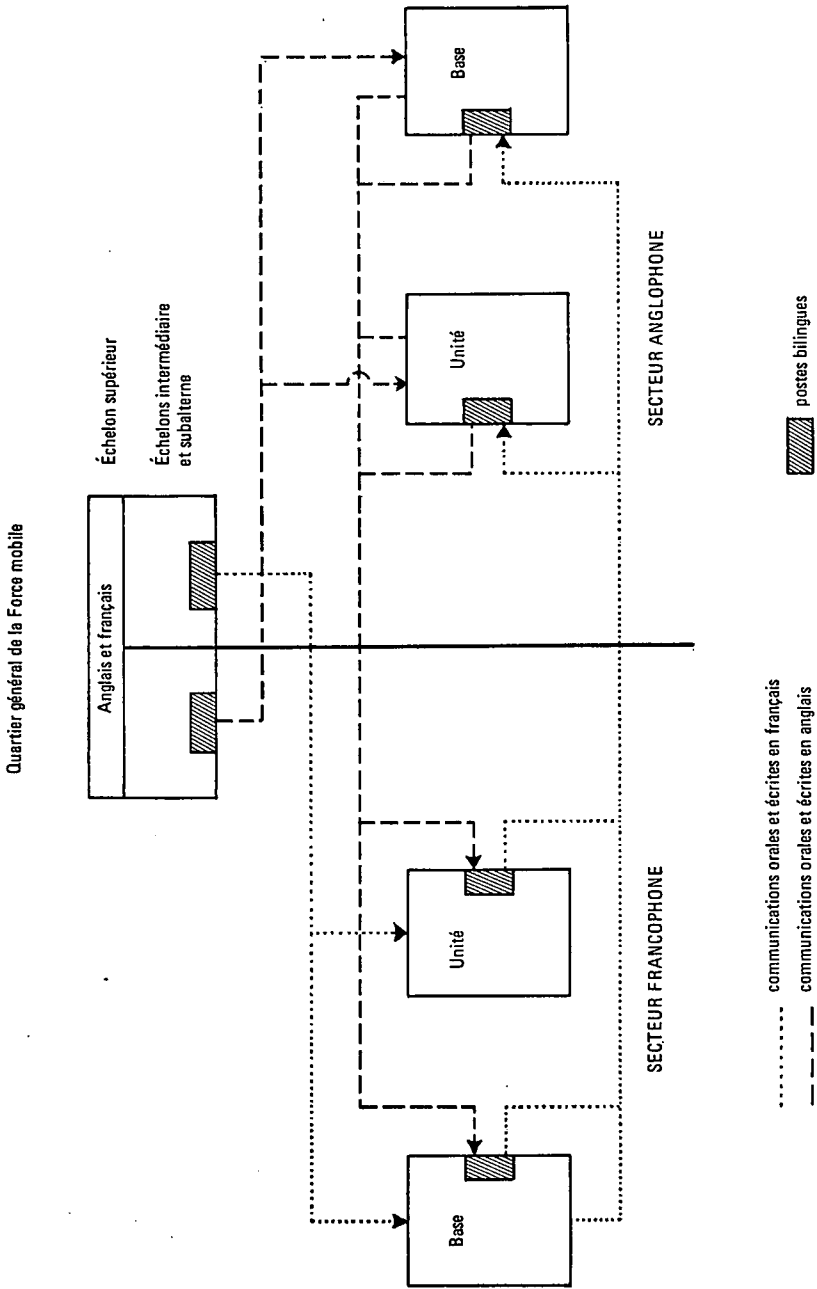 Quartier général de la Force mobile
Anglais et français
Échelon supérieur
Échelons intermédiaire
et subalterne
Base
Unité
Unité
Base
SECTEUR FRANCOPHONE
SECTEUR ANGLOPHONE
communications orales et écrites en français
communications orales et écrites en anglais
postes bilingues